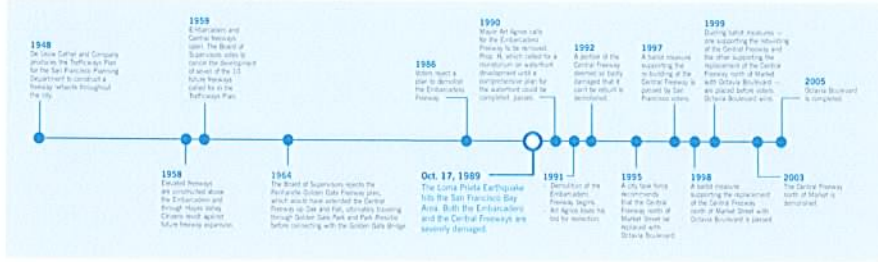 1948
De Leuw Cather and Company
produces the Trafficways Plan
for the San Francisco Planning
Department to construct a
freeway network throughout
the city.
1959
Embarcadero and
Central freeways
open. The Board of
Supervisors votes to
cancel the development
of seven of the 10
future freeways
called for in the
Trafficways Plan.
1986
Voters reject a
plan to demolish
the Embarcadero
Freeway.
1990
Mayor Art Agnos calls
for the Embarcadero
Freeway to be removed.
Prop. H, which called for a
moratorium on waterfront
development until a
comprehensive plan for
the waterfront could be
completed, passes.
1992
A portion of the
Central Freeway
deemed so badly
damaged that it
can't be rebuilt is
demolished.
1997
A ballot measure
supporting the
re-building of the
Central Freeway is
passed by San
Francisco voters.
1999
Dueling ballot measures —
one supporting the rebuilding
of the Central Freeway and
the other supporting the
replacement of the Central
Freeway north of Market
with Octavia Boulevard —
are placed before voters.
Octavia Boulevard wins.
2005
Octavia Boulevard
is completed.
1958
Elevated freeways
are constructed above
the Embarcadero and
through Hayes Valley.
Citizens revolt against
future freeway expansion.
1964
The Board of Supervisors rejects the
Panhandle-Golden Gate Freeway plans,
which would have extended the Central
Freeway up Oak and Fell, ultimately traveling
through Golden Gate Park and Park Presidio
before connecting with the Golden Gate Bridge.
Oct. 17, 1989
The Loma Prieta Earthquake
hits the San Francisco Bay
Area. Both the Embarcadero
and the Central Freeways are
severely damaged.
1991
Demolition of the
Embarcadero
Freeway begins.
Art Agnos loses his
bid for reelection.
1995
A city task force
recommends
that the Central
Freeway north of
Market Street be
replaced with
Octavia Boulevard.
1998
A ballot measure
supporting the replacement
of the Central Freeway
north of Market Street with
Octavia Boulevard is passed.
2003
The Central Freeway
north of Market is
demolished.